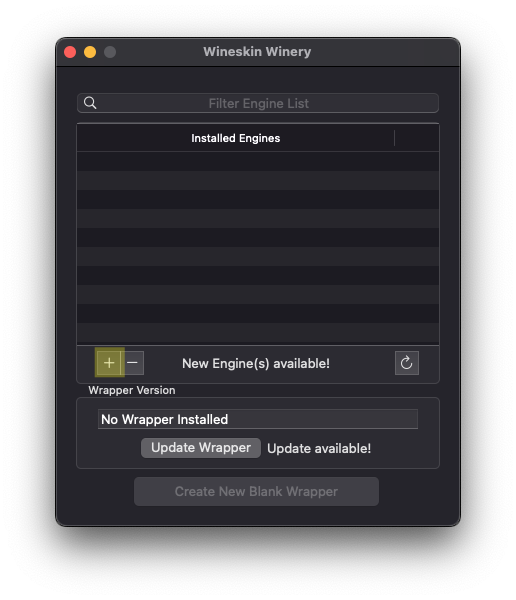 Wineskin Winery
Filter Engine List
Installed Engines
+ − New Engine(s) available!
Wrapper Version
No Wrapper Installed
Update Wrapper Update available!
Create New Blank Wrapper